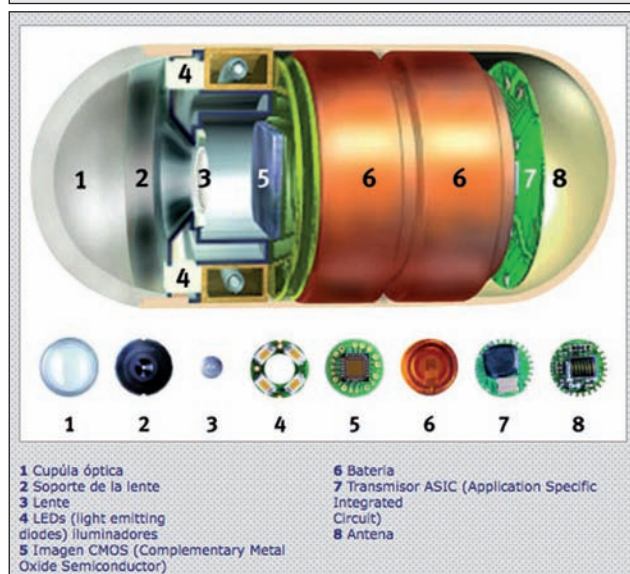 4
1 2 3 5 6 6 7 8
4
1 2 3 4 5 6 7 8
1 Cupúla óptica
2 Soporte de la lente
3 Lente
4 LEDs (light emitting
diodes) iluminadores
5 Imagen CMOS (Complementary Metal
Oxide Semiconductor)
6 Bateria
7 Transmisor ASIC (Application Specific
Integrated
Circuit)
8 Antena